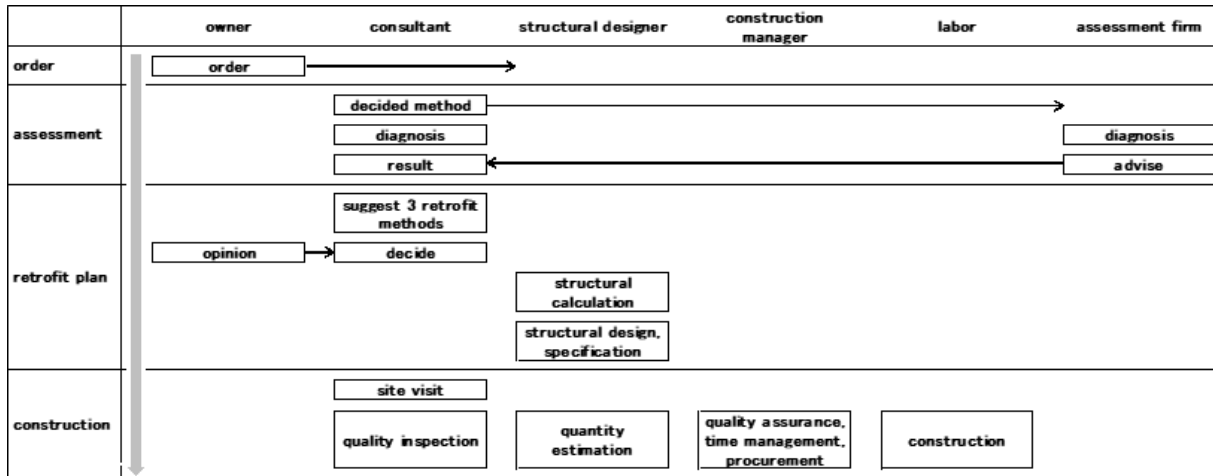 owner
consultant
structural designer
construction
manager
labor
assessment firm
order
order
assessment
decided method
diagnosis
diagnosis
result
advise
retrofit plan
suggest 3 retrofit
methods
opinion
decide
structural
calculation
structural design,
specification
construction
site visit
quality inspection
quantity
estimation
quality assurance,
time management,
procurement
construction